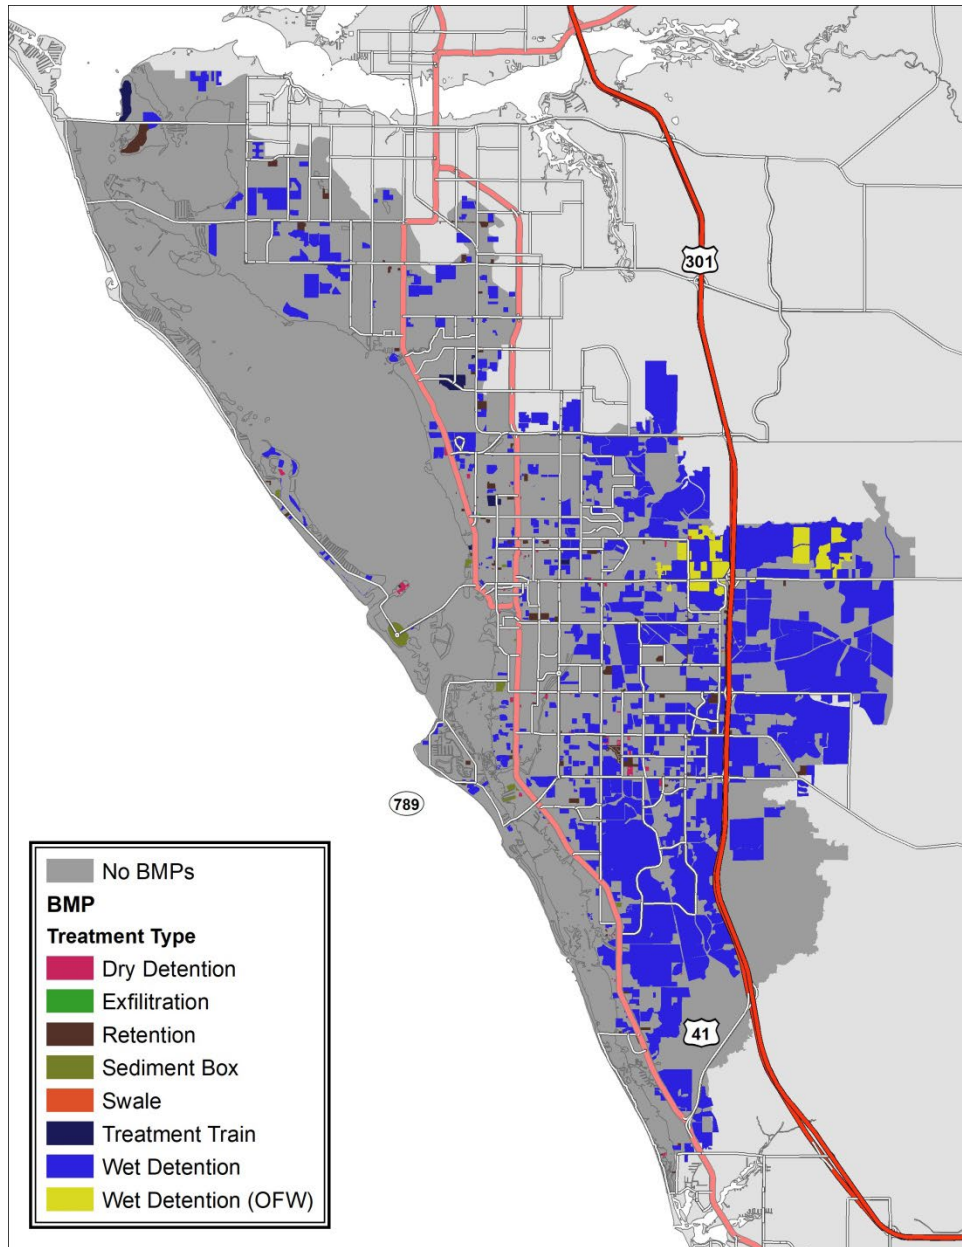 301
789
41
No BMPs
BMP
Treatment Type
Dry Detention
Exfilitration
Retention
Sediment Box
Swale
Treatment Train
Wet Detention
Wet Detention (OFW)